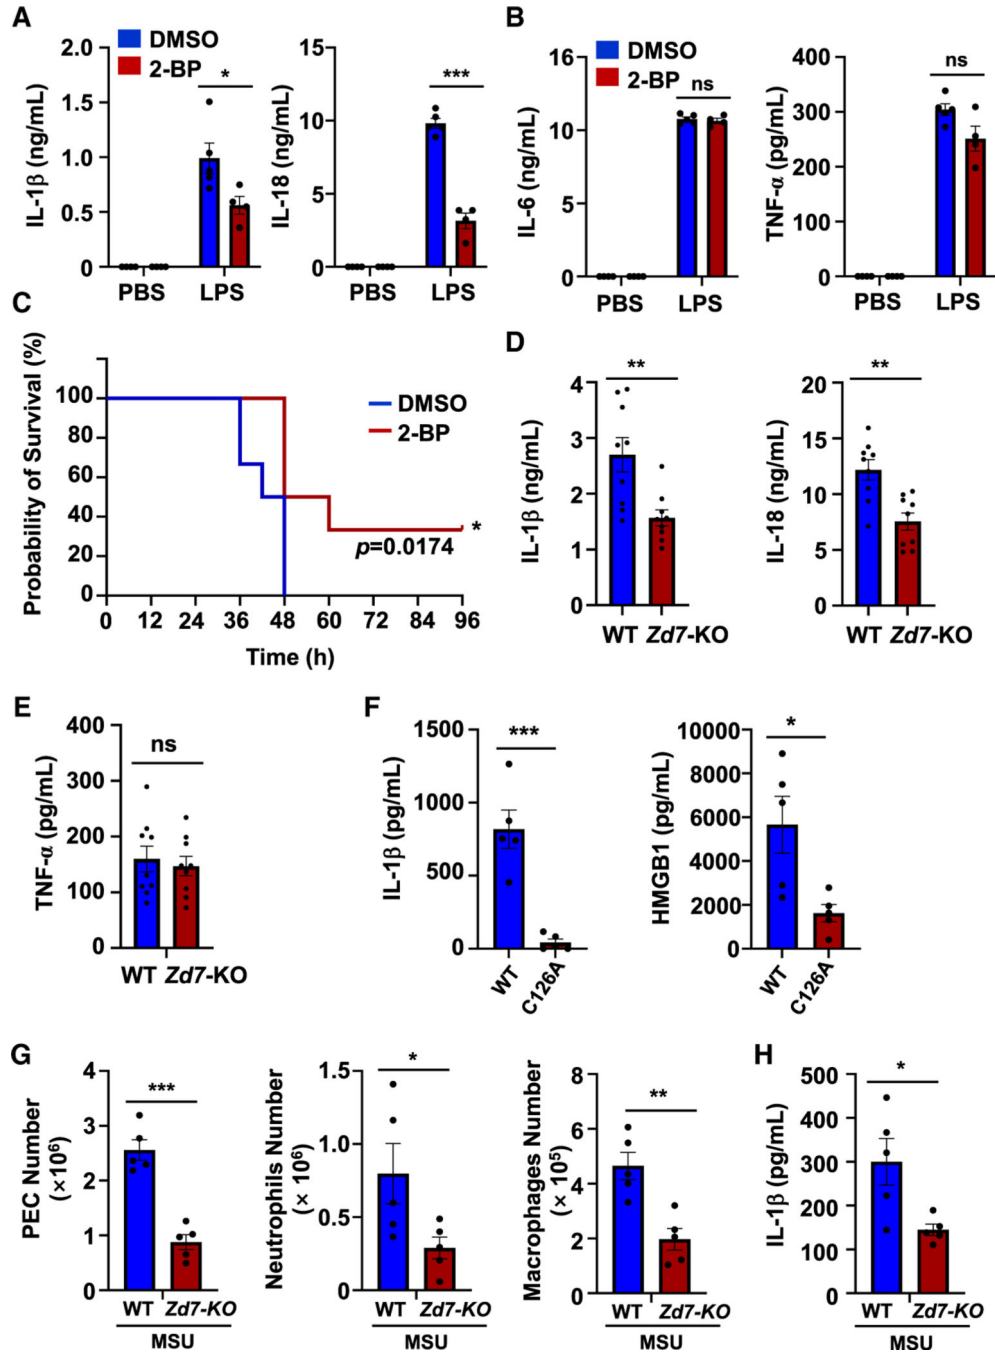 A
DMSO
2-BP
IL-1β (ng/mL)
2.0
1.5
1.0
0.5
0
*
PBS LPS
IL-18 (ng/mL)
18
15
10
5
0
***
PBS LPS
B
DMSO
2-BP
IL-6 (ng/mL)
16
10
5
0
ns
PBS LPS
TNF-α (pg/mL)
400
300
200
100
0
ns
PBS LPS
C
Probability of Survival (%)
100
80
60
40
20
0
DMSO
2-BP
*
p=0.0174
0 12 24 36 48 60 72 84 96
Time (h)
D
IL-1β (ng/mL)
4
3
2
1
0
**
WT Zd7-KO
IL-18 (ng/mL)
20
15
10
5
0
**
WT Zd7-KO
E
TNF-α (pg/mL)
400
300
200
100
0
ns
WT Zd7-KO
F
IL-1β (pg/mL)
1500
1000
500
0
***
WT
C126A
HMGB1 (pg/mL)
10000
8000
6000
4000
2000
0
*
WT
C126A
G
PEC Number
(×10⁶)
4
3
2
1
0
***
WT Zd7-KO
MSU
Neutrophils Number
(× 10⁶)
1.5
1.0
0.5
0
*
WT Zd7-KO
MSU
Macrophages Number
(× 10⁵)
8
6
4
2
0
**
WT Zd7-KO
MSU
H
IL-1β (pg/mL)
500
400
300
200
100
0
*
WT Zd7-KO
MSU